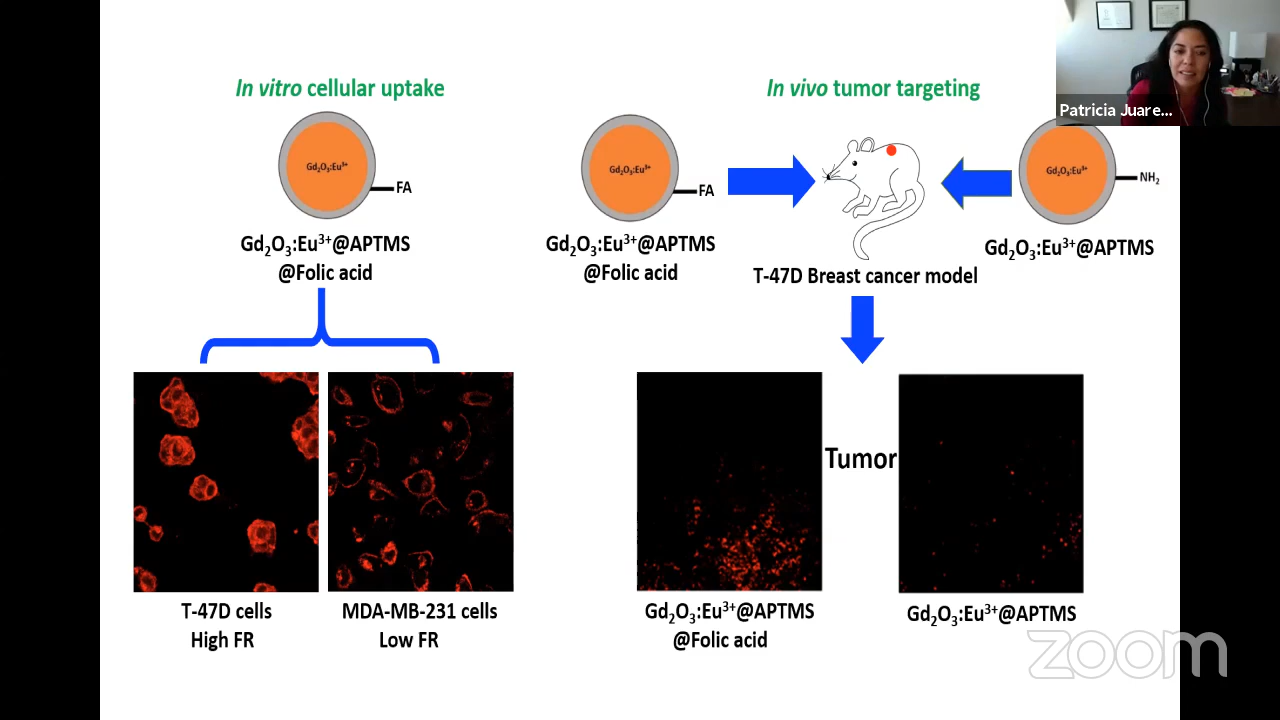 Patricia Juare...
In vitro cellular uptake
In vivo tumor targeting
Gd₂O₃:Eu³⁺
FA
Gd₂O₃:Eu³⁺@APTMS
@Folic acid
Gd₂O₃:Eu³⁺
FA
Gd₂O₃:Eu³⁺@APTMS
@Folic acid
T-47D Breast cancer model
Gd₂O₃:Eu³⁺
NH₂
Gd₂O₃:Eu³⁺@APTMS
Tumor
T-47D cells
High FR
MDA-MB-231 cells
Low FR
Gd₂O₃:Eu³⁺@APTMS
@Folic acid
Gd₂O₃:Eu³⁺@APTMS
zoom